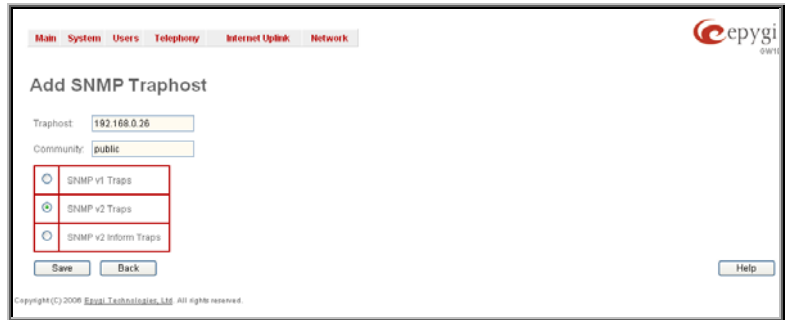 epygi
Main System Users Telephony Internet Uplink Network
Add SNMP Traphost
Traphost: 192.168.0.26
Community: public
SNMP v1 Traps
SNMP v2 Traps
SNMP v2 Inform Traps
Save Back Help
Copyright (C) 2006 Epygi Technologies, Ltd. All rights reserved.